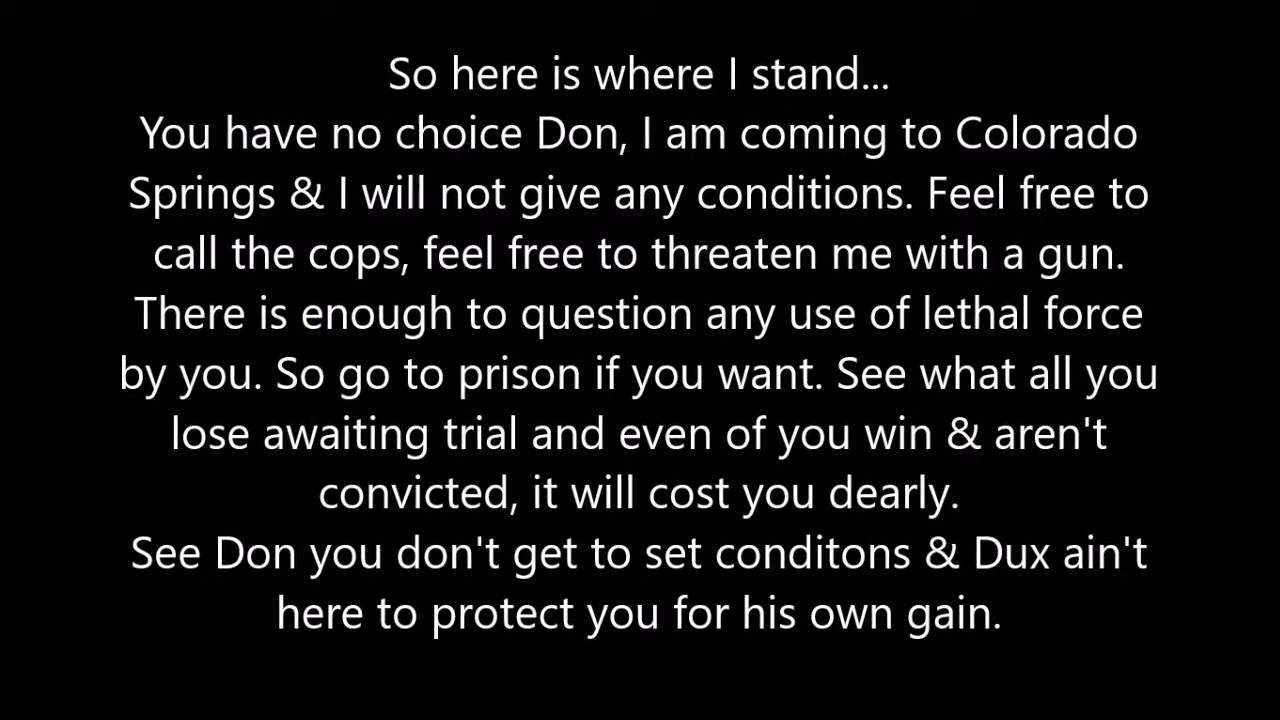 So here is where I stand...
You have no choice Don, I am coming to Colorado
Springs & I will not give any conditions. Feel free to
call the cops, feel free to threaten me with a gun.
There is enough to question any use of lethal force
by you. So go to prison if you want. See what all you
lose awaiting trial and even of you win & aren't
convicted, it will cost you dearly.
See Don you don't get to set conditons & Dux ain't
here to protect you for his own gain.